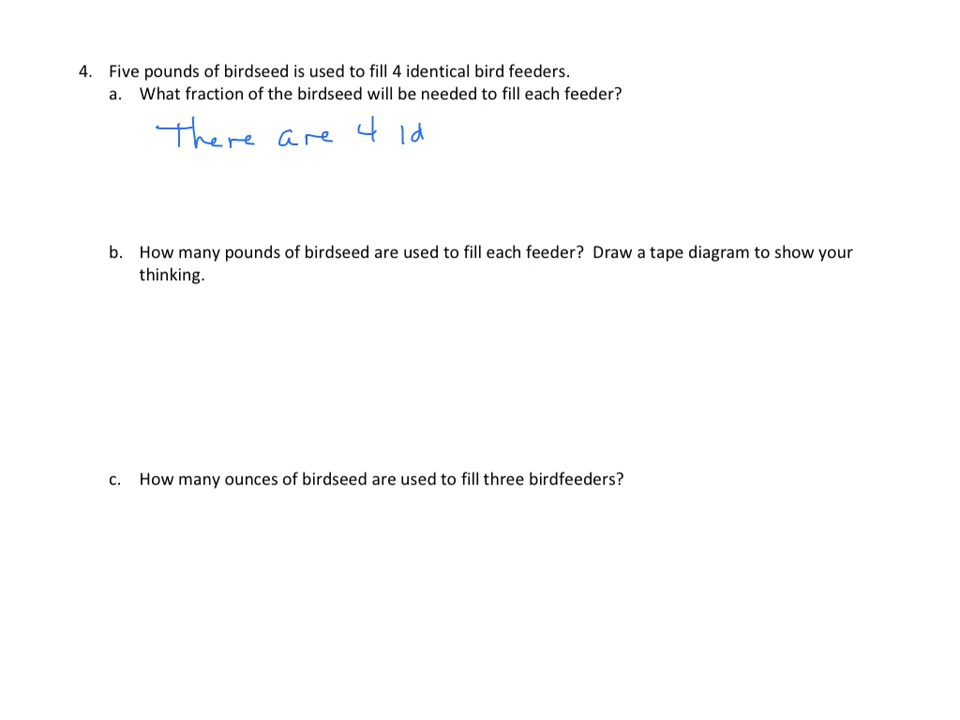 4. Five pounds of birdseed is used to fill 4 identical bird feeders.
a. What fraction of the birdseed will be needed to fill each feeder?
There are 4 id
b. How many pounds of birdseed are used to fill each feeder? Draw a tape diagram to show your
thinking.
c. How many ounces of birdseed are used to fill three birdfeeders?